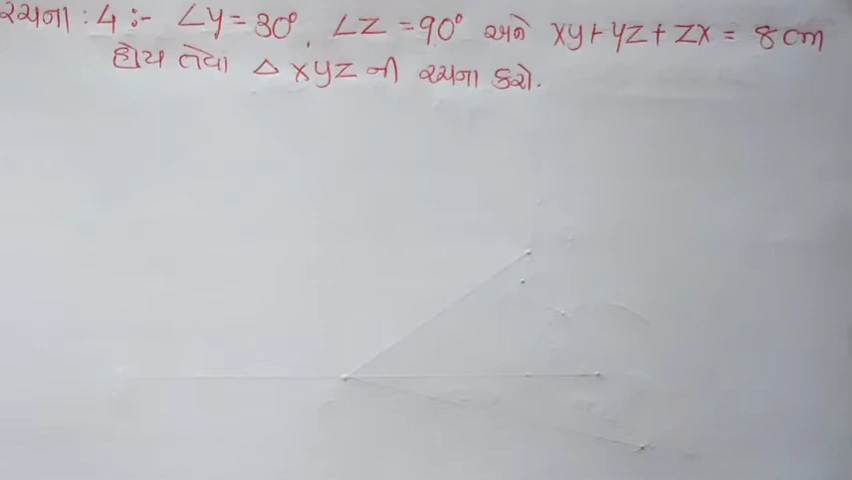 રચના : 4 :- ∠Y = 30°, ∠Z = 90° અને XY + YZ + ZX = 8 cm
હોય તેવા △ XYZ ની રચના કરો.